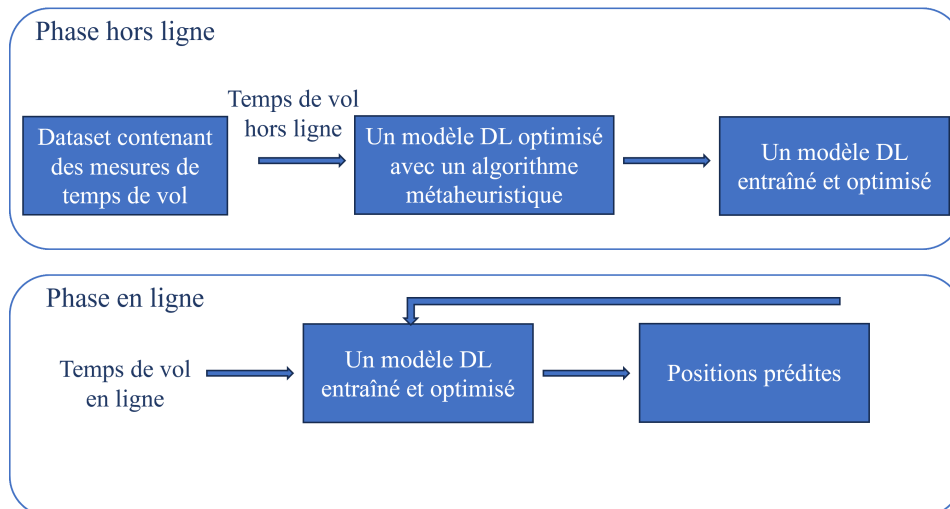 Phase hors ligne
Dataset contenant
des mesures de
temps de vol
Temps de vol
hors ligne
Un modèle DL optimisé
avec un algorithme
métaheuristique
Un modèle DL
entraîné et optimisé
Phase en ligne
Temps de vol
en ligne
Un modèle DL
entraîné et optimisé
Positions prédites